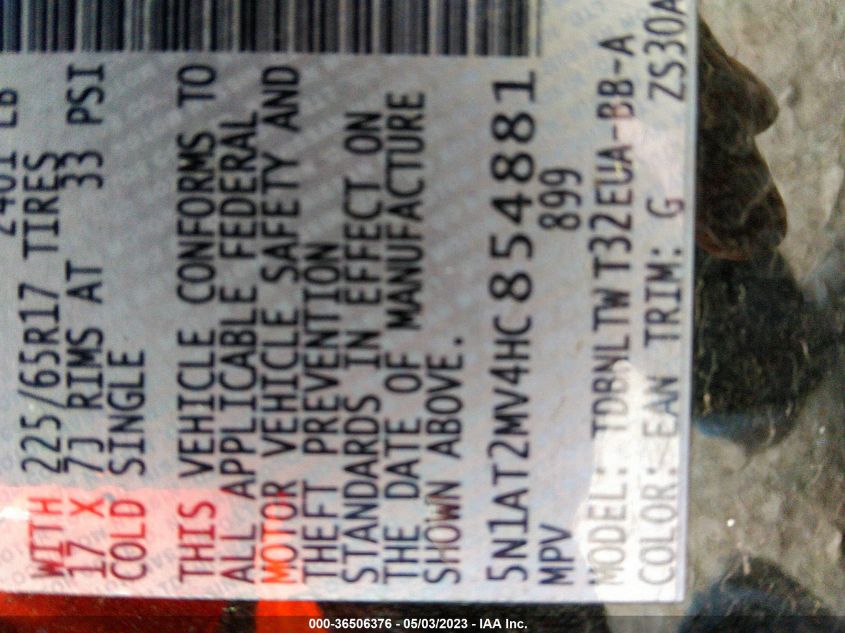 2401 LB
WITH 225/65R17 TIRES
17 X 7J RIMS AT 33 PSI
COLD SINGLE
THIS VEHICLE CONFORMS TO
ALL APPLICABLE FEDERAL
MOTOR VEHICLE SAFETY AND
THEFT PREVENTION
STANDARDS IN EFFECT ON
THE DATE OF MANUFACTURE
SHOWN ABOVE.
5N1AT2MV4HC854881
MPV 899
MODEL: TDBNLTWT32EUA-BB-A
COLOR: EAN TRIM: G ZS30A
000-36506376 - 05/03/2023 - IAA Inc.